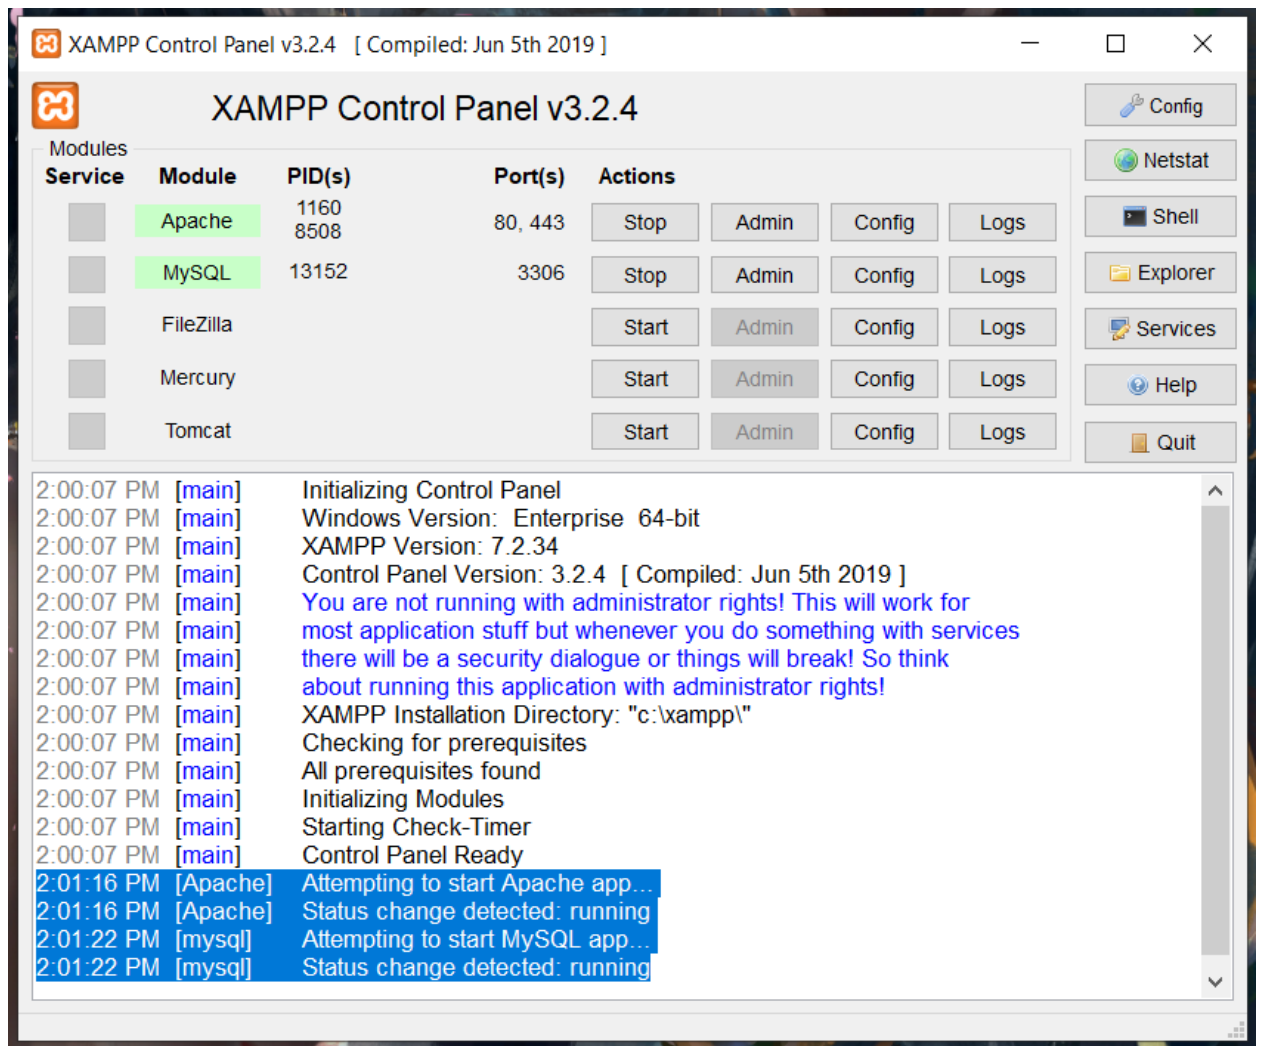 XAMPP Control Panel v3.2.4 [ Compiled: Jun 5th 2019 ]
XAMPP Control Panel v3.2.4
Config
Modules
Netstat
Service Module PID(s) Port(s) Actions
Apache 1160 8508 80, 443 Stop Admin Config Logs
Shell
MySQL 13152 3306 Stop Admin Config Logs
Explorer
FileZilla Start Admin Config Logs
Services
Mercury Start Admin Config Logs
Help
Tomcat Start Admin Config Logs
Quit
2:00:07 PM [main] Initializing Control Panel
2:00:07 PM [main] Windows Version: Enterprise 64-bit
2:00:07 PM [main] XAMPP Version: 7.2.34
2:00:07 PM [main] Control Panel Version: 3.2.4 [ Compiled: Jun 5th 2019 ]
2:00:07 PM [main] You are not running with administrator rights! This will work for
2:00:07 PM [main] most application stuff but whenever you do something with services
2:00:07 PM [main] there will be a security dialogue or things will break! So think
2:00:07 PM [main] about running this application with administrator rights!
2:00:07 PM [main] XAMPP Installation Directory: "c:\xampp\"
2:00:07 PM [main] Checking for prerequisites
2:00:07 PM [main] All prerequisites found
2:00:07 PM [main] Initializing Modules
2:00:07 PM [main] Starting Check-Timer
2:00:07 PM [main] Control Panel Ready
2:01:16 PM [Apache] Attempting to start Apache app...
2:01:16 PM [Apache] Status change detected: running
2:01:22 PM [mysql] Attempting to start MySQL app...
2:01:22 PM [mysql] Status change detected: running